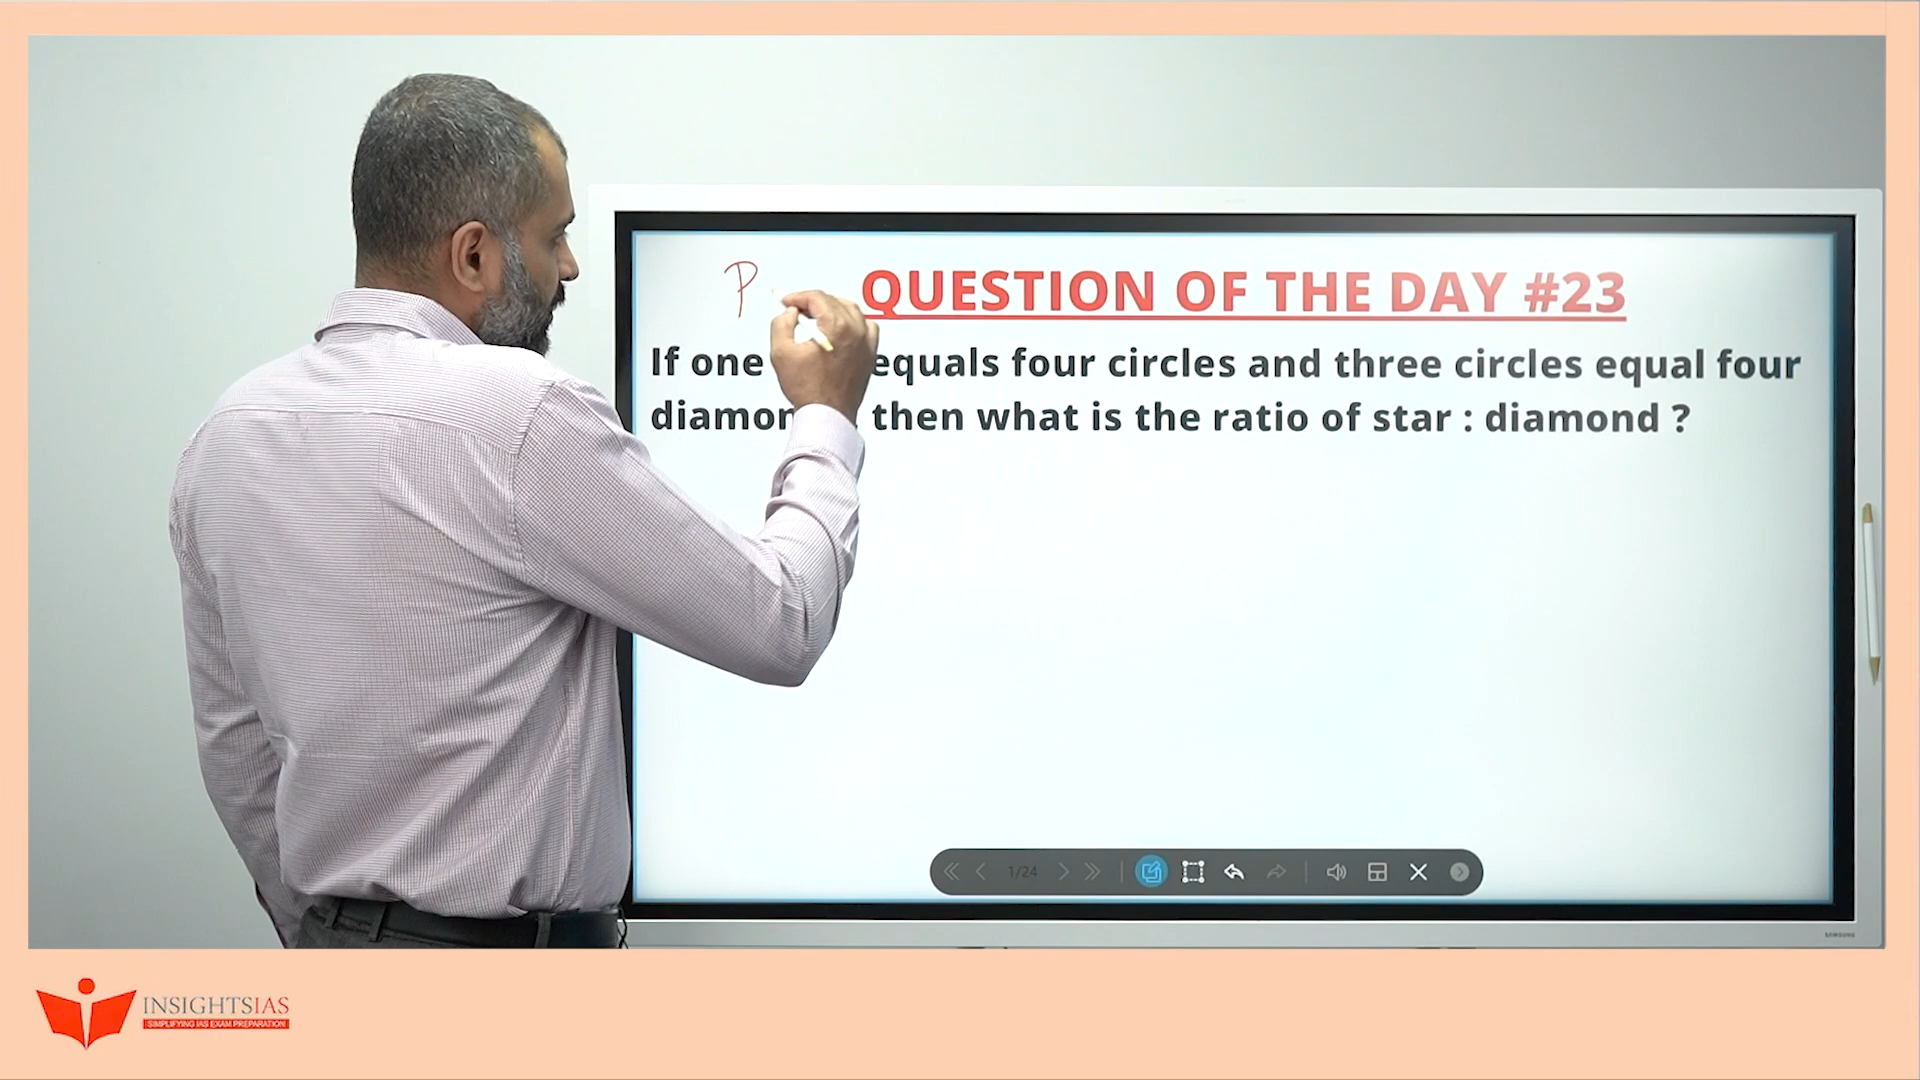 P
QUESTION OF THE DAY #23
If one equals four circles and three circles equal four
then what is the ratio of star : diamond ?
1/24
SAMSUNG
INSIGHTSIAS
SIMPLIFYING IAS EXAM PREPARATION